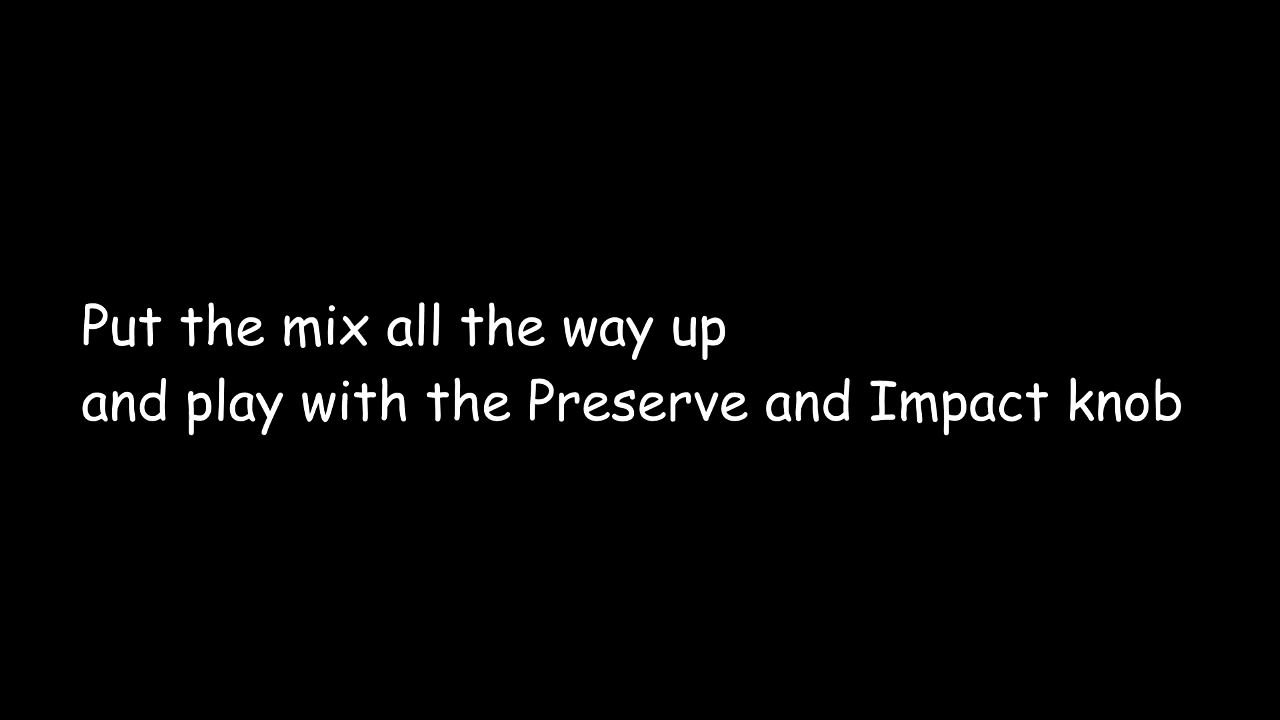 Put the mix all the way up
and play with the Preserve and Impact knob